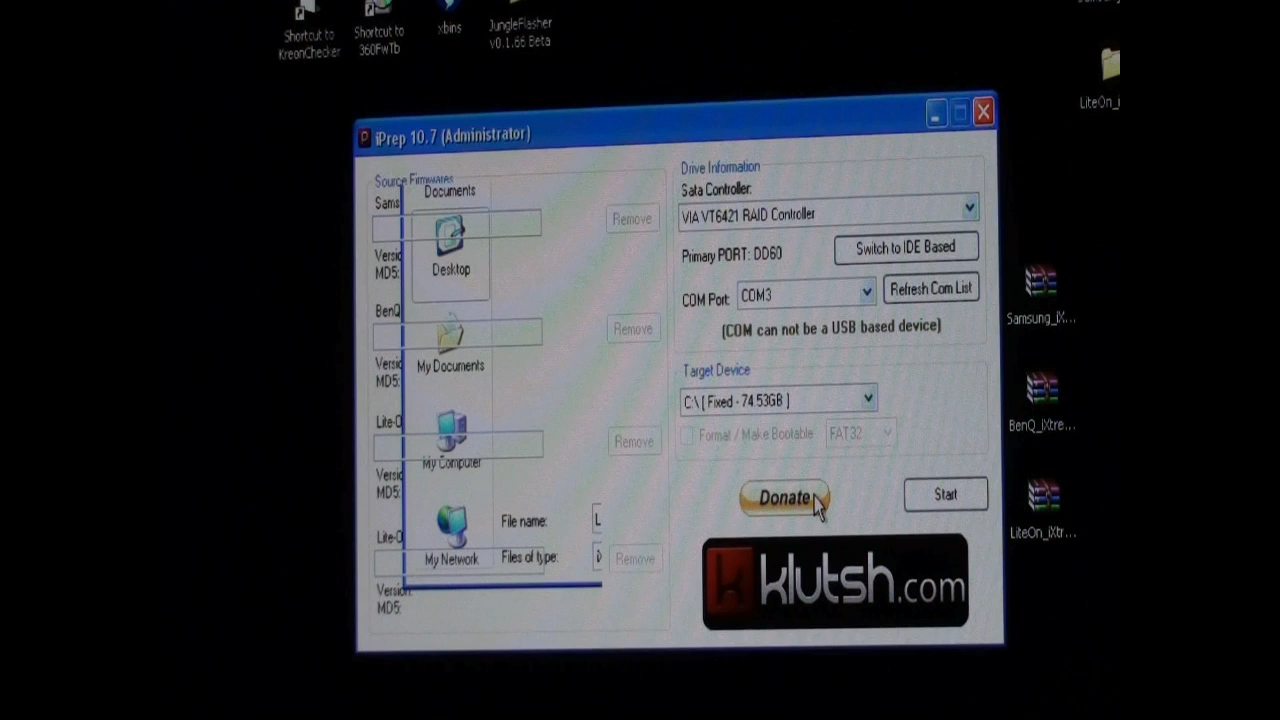 Shortcut to
KreonChecker
Shortcut to
360FwTb
xbins
JungleFlasher
v0.1.66 Beta
LiteOn_i
iPrep 10.7 (Administrator)
Source Firmwares
Documents
Sams
Remove
Versic
MD5:
Desktop
BenQ
Remove
Versic
MD5:
My Documents
Lite-O
Remove
My Computer
Versic
MD5:
Lite-O
File name:
L
Files of type:
Remove
My Network
Version:
MD5:
Drive Information
Sata Controller:
VIA VT6421 RAID Controller
Primary PORT: DD60
Switch to IDE Based
COM Port:
COM3
Refresh Com List
(COM can not be a USB based device)
Target Device
C:\ [ Fixed - 74.53GB ]
Format / Make Bootable
FAT32
Donate
Start
k klutsh.com
Samsung_iX...
BenQ_iXtre...
LiteOn_iXtr...